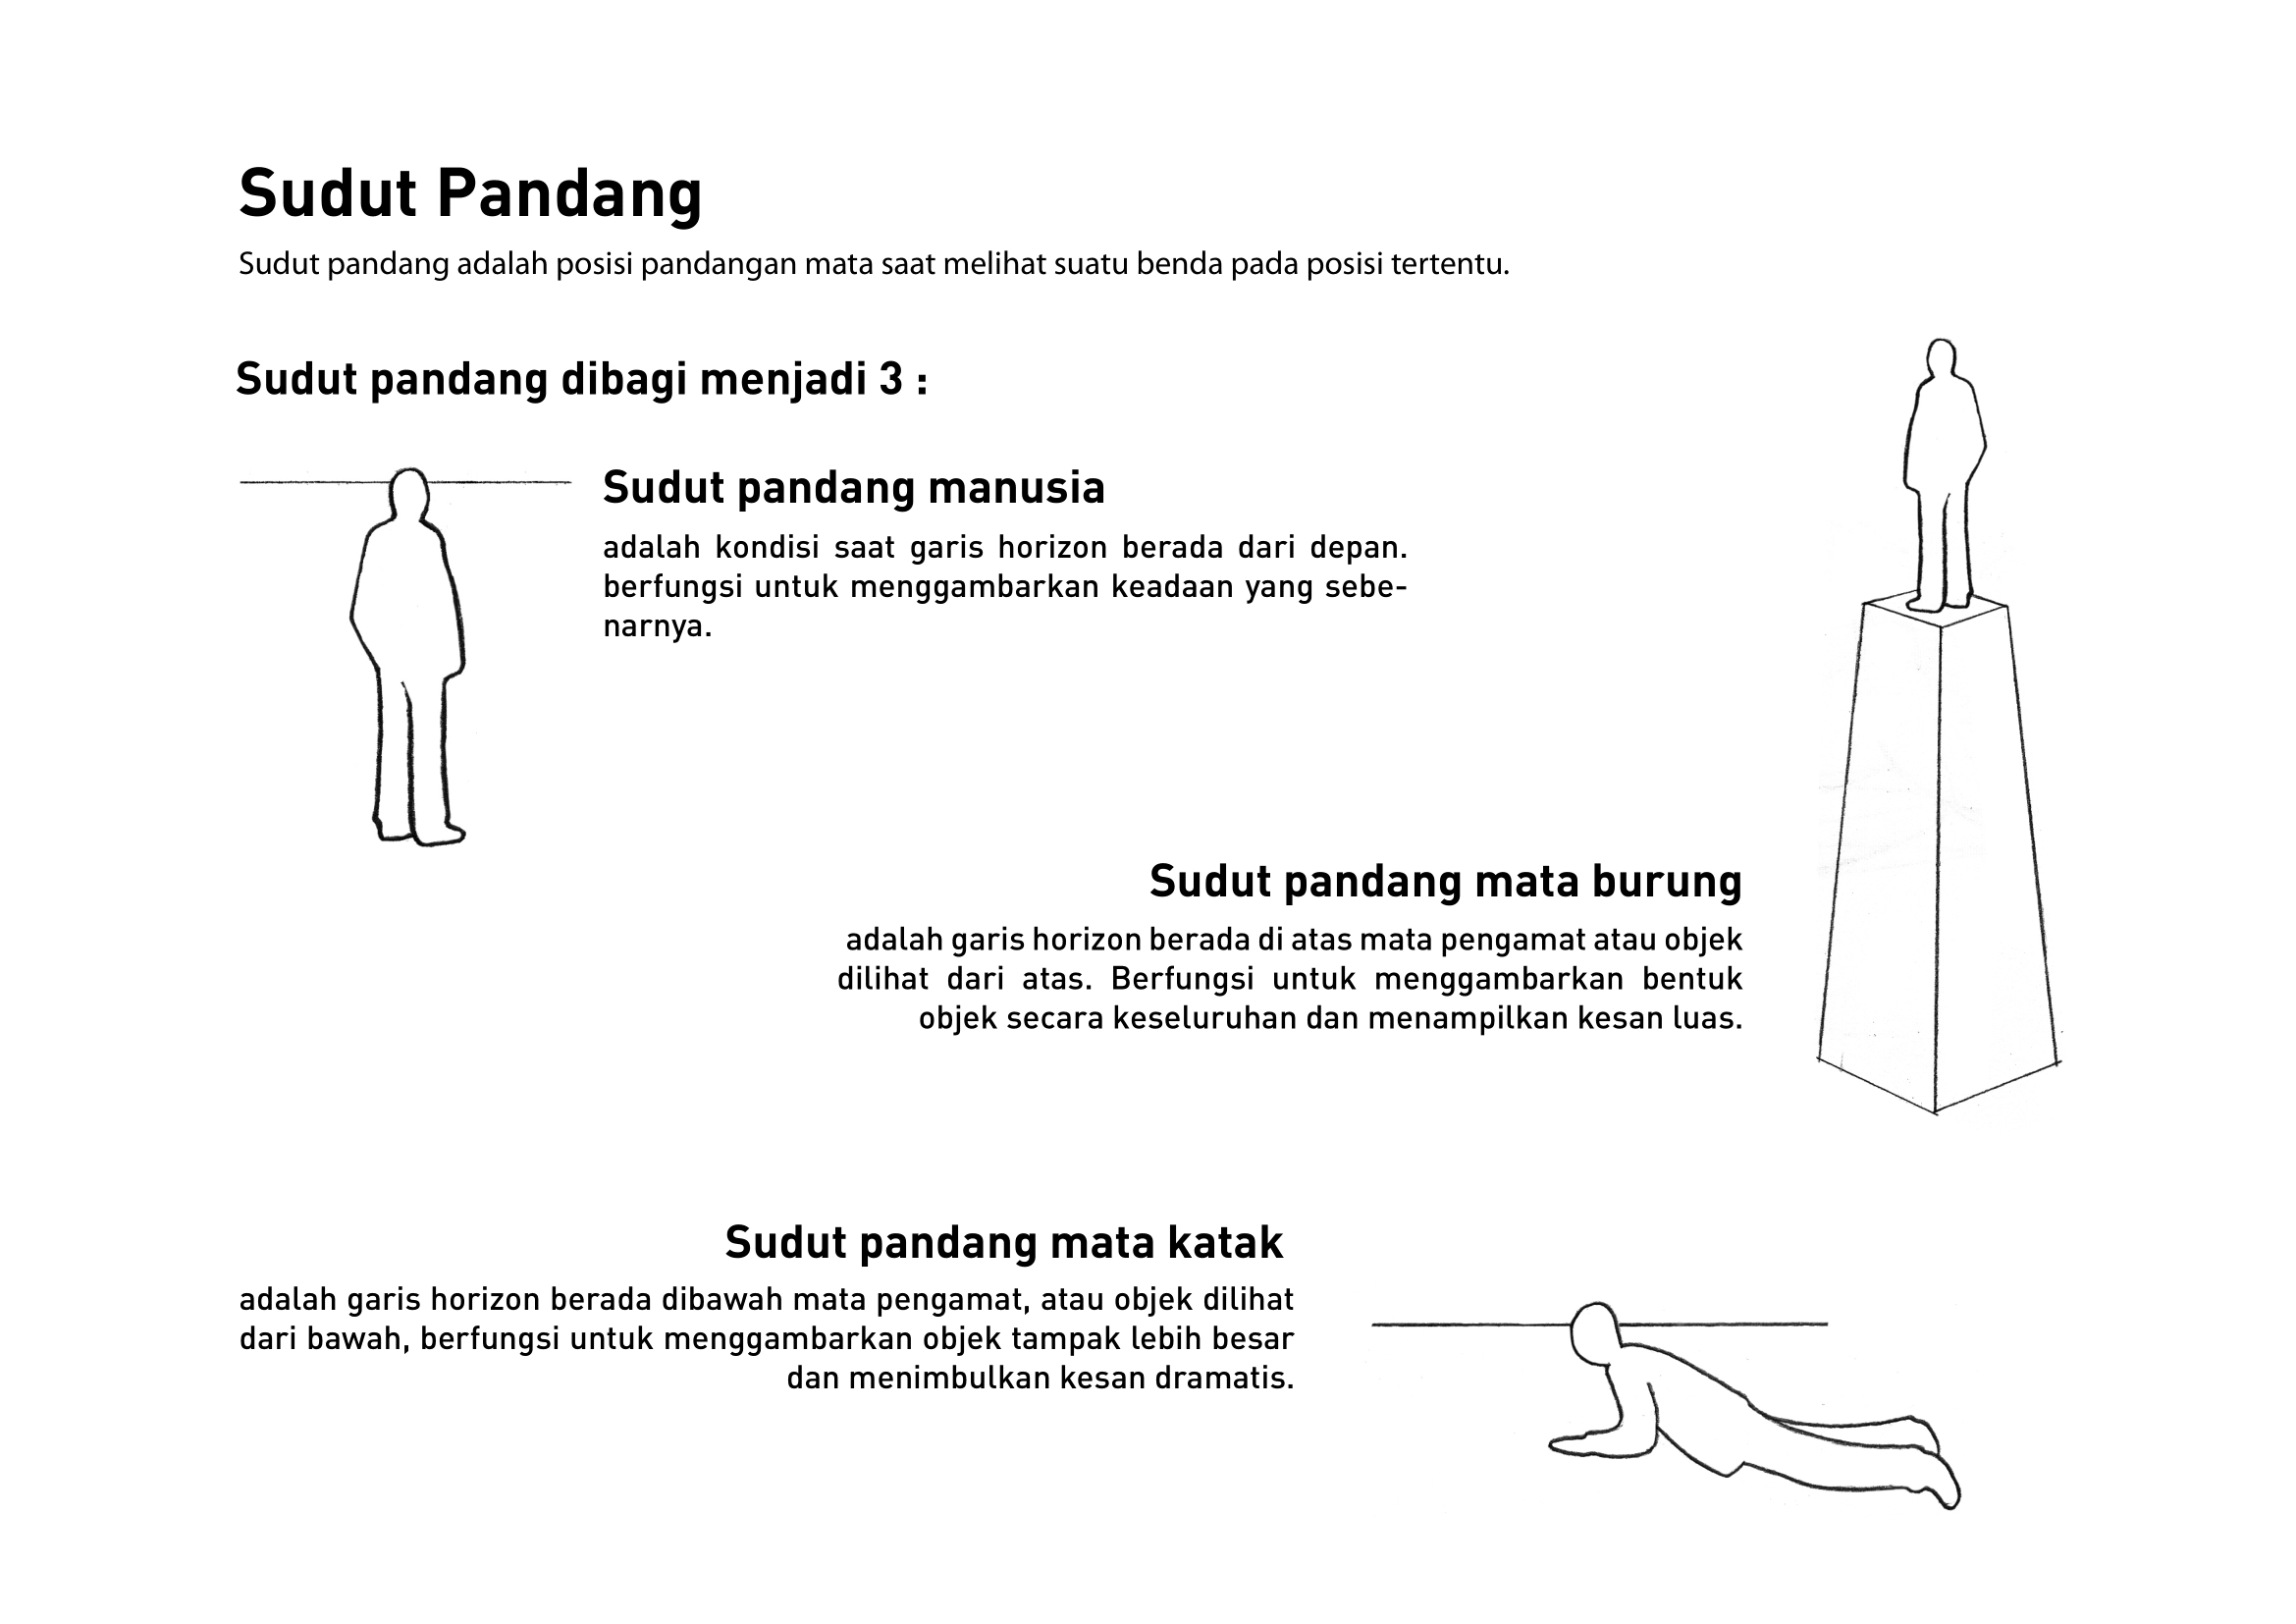 Sudut Pandang
Sudut pandang adalah posisi pandangan mata saat melihat suatu benda pada posisi tertentu.
Sudut pandang dibagi menjadi 3 :
Sudut pandang manusia
adalah kondisi saat garis horizon berada dari depan.
berfungsi untuk menggambarkan keadaan yang sebe-
narnya.
Sudut pandang mata burung
adalah garis horizon berada di atas mata pengamat atau objek
dilihat dari atas. Berfungsi untuk menggambarkan bentuk
objek secara keseluruhan dan menampilkan kesan luas.
Sudut pandang mata katak
adalah garis horizon berada dibawah mata pengamat, atau objek dilihat
dari bawah, berfungsi untuk menggambarkan objek tampak lebih besar
dan menimbulkan kesan dramatis.